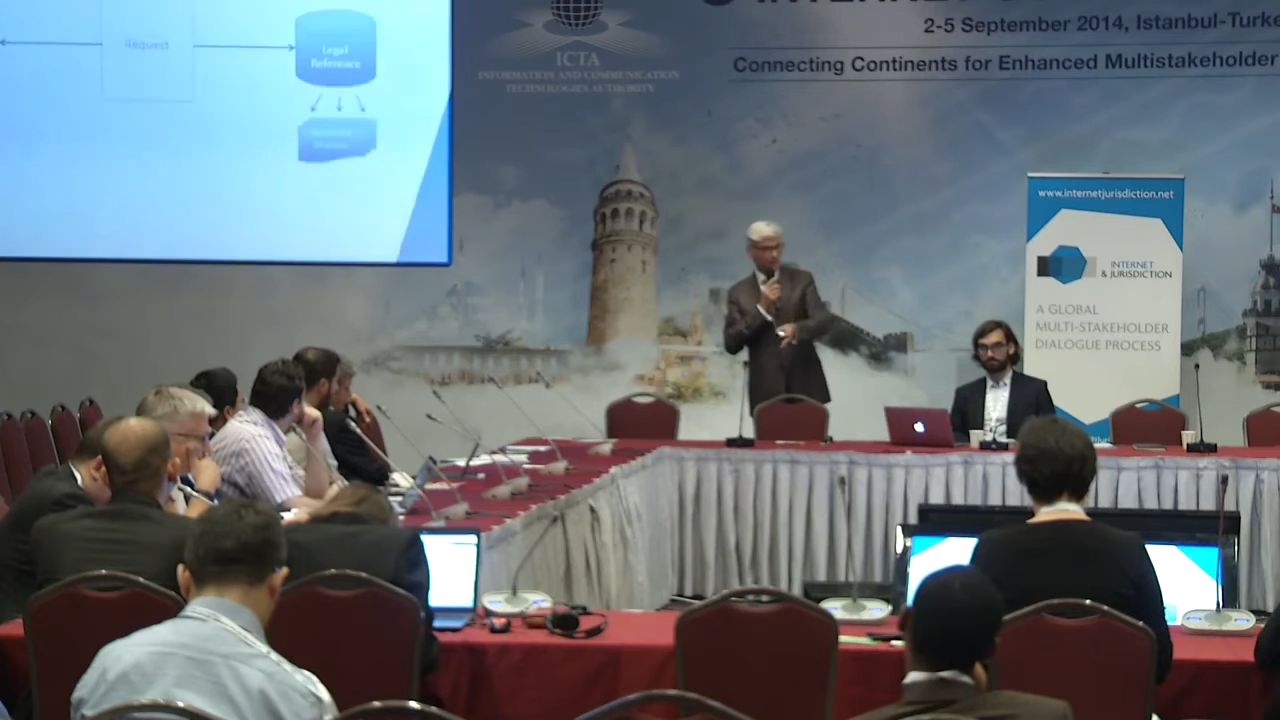 Request
Legal
Reference
ICTA
INFORMATION AND COMMUNICATION
TECHNOLOGIES AUTHORITY
INTERNET
2-5 September 2014, Istanbul-Turke
Connecting Continents for Enhanced Multistakeholder
www.internetjurisdiction.net
INTERNET
& JURISDICTION
A GLOBAL
MULTI-STAKEHOLDER
DIALOGUE PROCESS